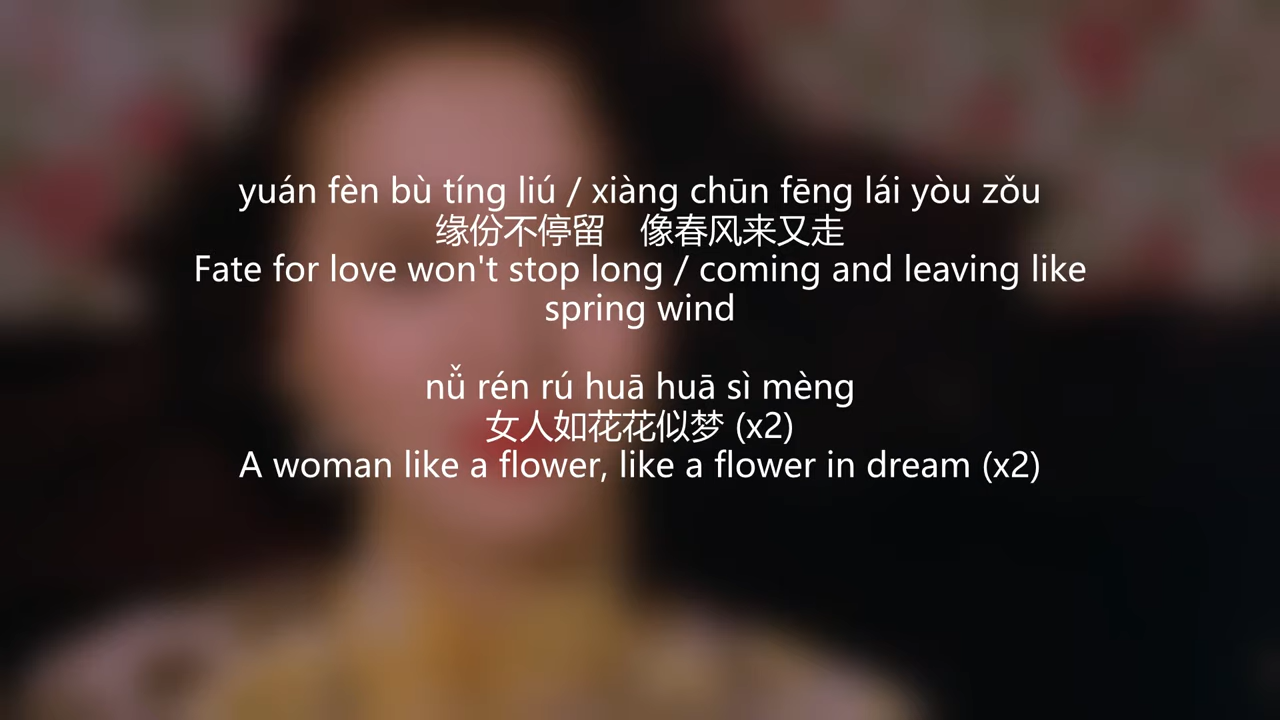 yuán fèn bù tíng liú / xiàng chūn fēng lái yòu zǒu
缘份不停留　像春风来又走
Fate for love won't stop long / coming and leaving like
spring wind
nǚ rén rú huā huā sì mèng
女人如花花似梦 (x2)
A woman like a flower, like a flower in dream (x2)